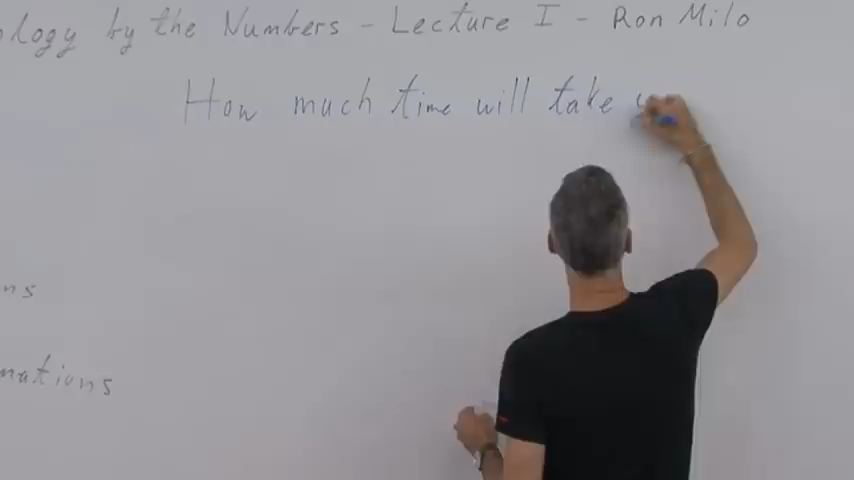 ology by the Numbers - Lecture I - Ron Milo
How much time will take
ns
mations